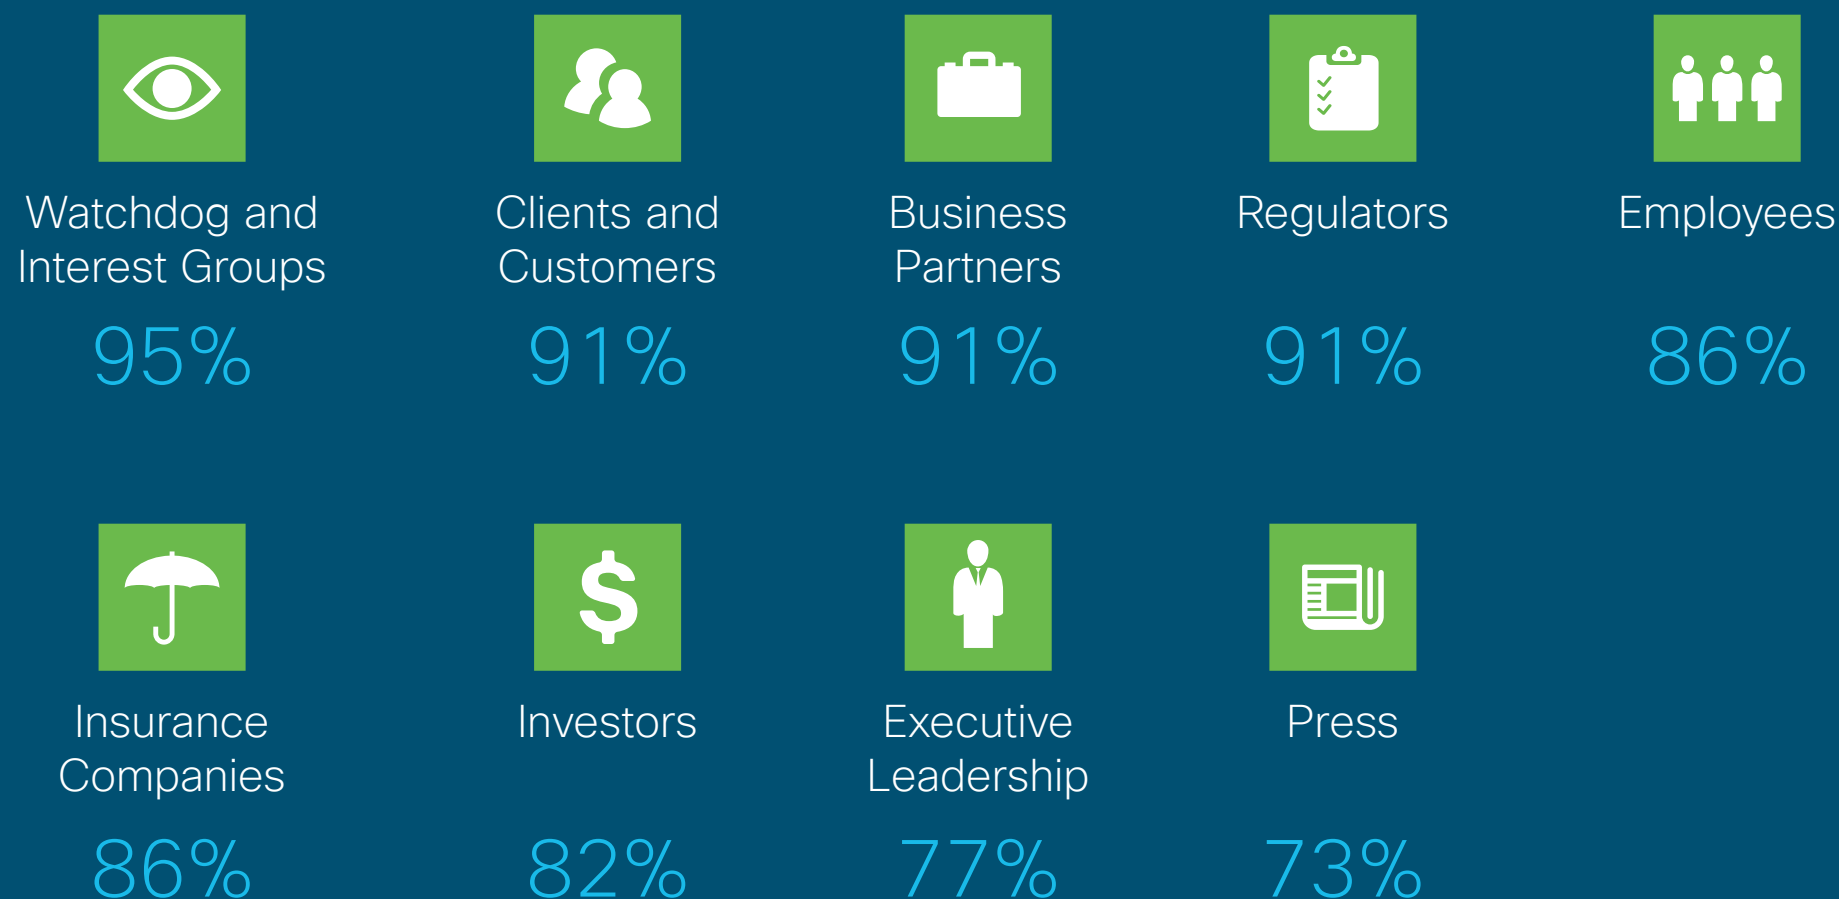 Watchdog and
Interest Groups
95%
Clients and
Customers
91%
Business
Partners
91%
Regulators
91%
Employees
86%
Insurance
Companies
86%
Investors
82%
Executive
Leadership
77%
Press
73%